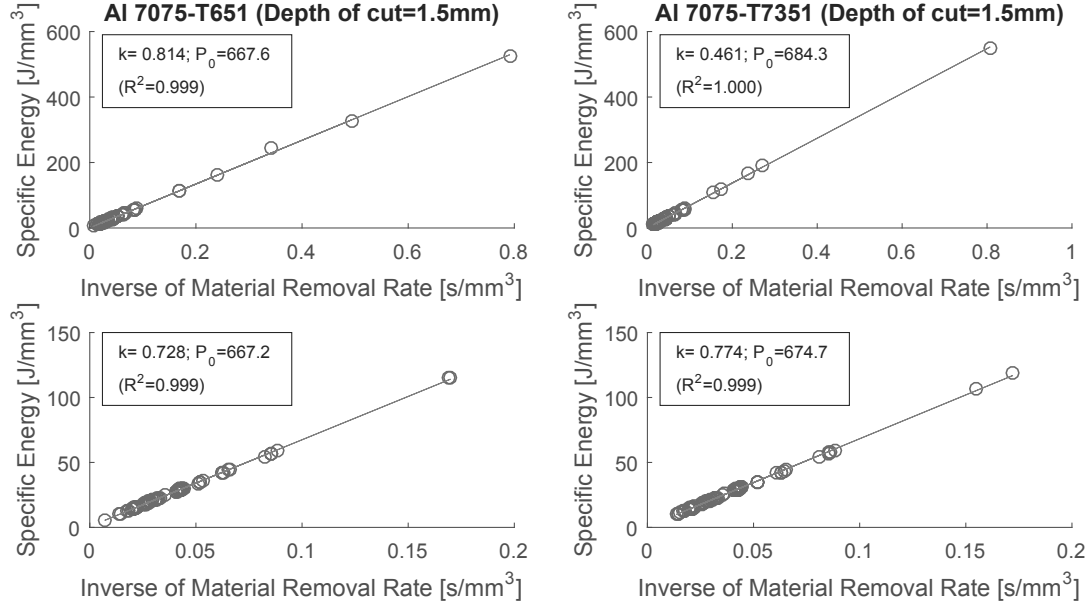 Al 7075-T651 (Depth of cut=1.5mm)
600
400
200
0
Specific Energy [J/mm³]
k= 0.814; P₀=667.6
(R²=0.999)
0 0.2 0.4 0.6 0.8
Inverse of Material Removal Rate [s/mm³]
Al 7075-T7351 (Depth of cut=1.5mm)
600
400
200
0
Specific Energy [J/mm³]
k= 0.461; P₀=684.3
(R²=1.000)
0 0.2 0.4 0.6 0.8 1
Inverse of Material Removal Rate [s/mm³]
150
100
50
0
Specific Energy [J/mm³]
k= 0.728; P₀=667.2
(R²=0.999)
0 0.05 0.1 0.15 0.2
Inverse of Material Removal Rate [s/mm³]
150
100
50
0
Specific Energy [J/mm³]
k= 0.774; P₀=674.7
(R²=0.999)
0 0.05 0.1 0.15 0.2
Inverse of Material Removal Rate [s/mm³]